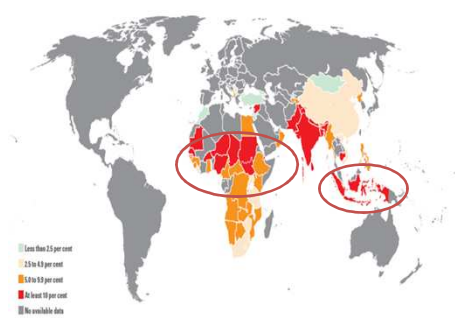 Less than 2.5 per cent
2.5 to 4.9 per cent
5.0 to 9.9 per cent
At least 10 per cent
No available data